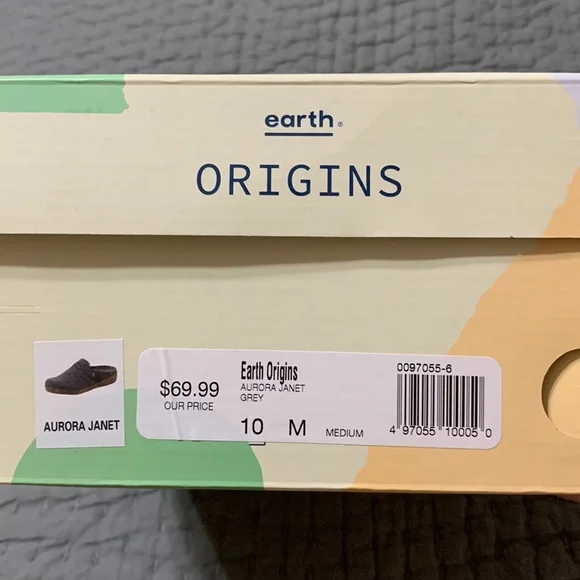 earth®
ORIGINS
AURORA JANET
$69.99
OUR PRICE
Earth Origins
AURORA JANET
GREY
10 M MEDIUM
0097055-6
4 97055 10005 0